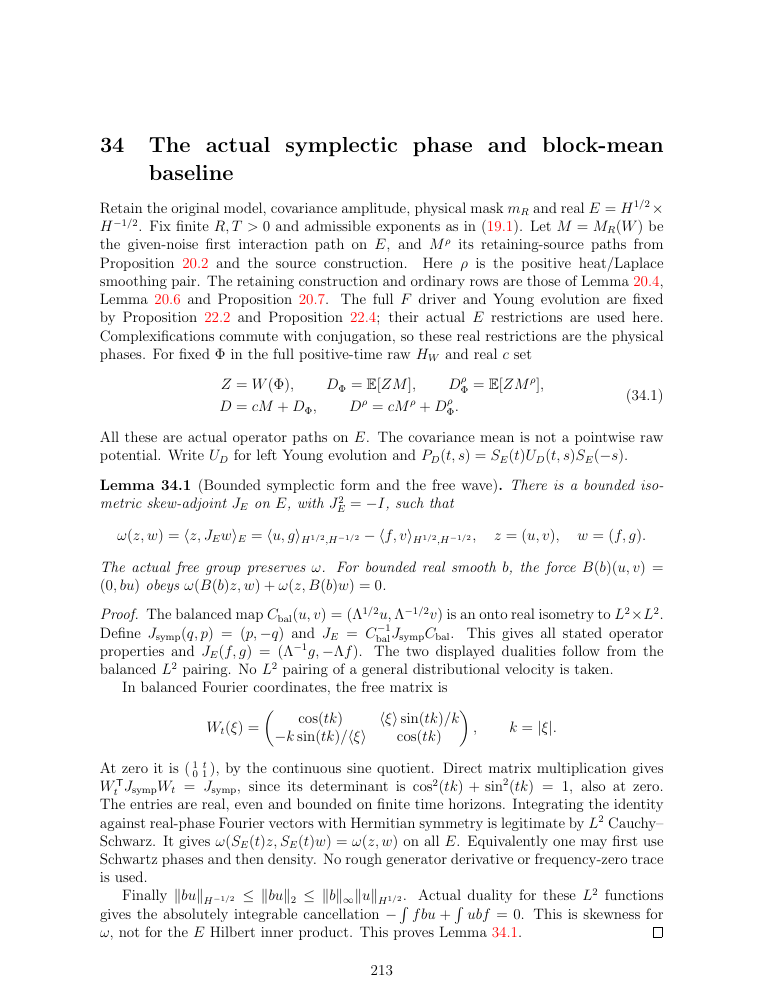 34 The actual symplectic phase and block-mean
baseline
Retain the original model, covariance amplitude, physical mask m_R and real E = H^{1/2} ×
H^{−1/2}. Fix finite R, T > 0 and admissible exponents as in (19.1). Let M = M_R(W) be
the given-noise first interaction path on E, and M^ρ its retaining-source paths from
Proposition 20.2 and the source construction. Here ρ is the positive heat/Laplace
smoothing pair. The retaining construction and ordinary rows are those of Lemma 20.4,
Lemma 20.6 and Proposition 20.7. The full F driver and Young evolution are fixed
by Proposition 22.2 and Proposition 22.4; their actual E restrictions are used here.
Complexifications commute with conjugation, so these real restrictions are the physical
phases. For fixed Φ in the full positive-time raw H_W and real c set
Z = W(Φ), D_Φ = 𝔼[ZM], D^ρ_Φ = 𝔼[ZM^ρ],
D = cM + D_Φ, D^ρ = cM^ρ + D^ρ_Φ.
(34.1)
All these are actual operator paths on E. The covariance mean is not a pointwise raw
potential. Write U_D for left Young evolution and P_D(t, s) = S_E(t)U_D(t, s)S_E(−s).
Lemma 34.1 (Bounded symplectic form and the free wave). There is a bounded iso-
metric skew-adjoint J_E on E, with J_E^2 = −I, such that
ω(z, w) = ⟨z, J_E w⟩_E = ⟨u, g⟩_{H^{1/2},H^{−1/2}} − ⟨f, v⟩_{H^{1/2},H^{−1/2}}, z = (u, v), w = (f, g).
The actual free group preserves ω. For bounded real smooth b, the force B(b)(u, v) =
(0, bu) obeys ω(B(b)z, w) + ω(z, B(b)w) = 0.
Proof. The balanced map C_bal(u, v) = (Λ^{1/2}u, Λ^{−1/2}v) is an onto real isometry to L^2×L^2.
Define J_symp(q, p) = (p, −q) and J_E = C_bal^{−1}J_symp C_bal. This gives all stated operator
properties and J_E(f, g) = (Λ^{−1}g, −Λf). The two displayed dualities follow from the
balanced L^2 pairing. No L^2 pairing of a general distributional velocity is taken.
In balanced Fourier coordinates, the free matrix is
W_t(ξ) = ( cos(tk) ⟨ξ⟩ sin(tk)/k
−k sin(tk)/⟨ξ⟩ cos(tk) ), k = |ξ|.
At zero it is (1 t; 0 1), by the continuous sine quotient. Direct matrix multiplication gives
W_t^⊤ J_symp W_t = J_symp, since its determinant is cos^2(tk) + sin^2(tk) = 1, also at zero.
The entries are real, even and bounded on finite time horizons. Integrating the identity
against real-phase Fourier vectors with Hermitian symmetry is legitimate by L^2 Cauchy–
Schwarz. It gives ω(S_E(t)z, S_E(t)w) = ω(z, w) on all E. Equivalently one may first use
Schwartz phases and then density. No rough generator derivative or frequency-zero trace
is used.
Finally ‖bu‖_{H^{−1/2}} ≤ ‖bu‖_2 ≤ ‖b‖_∞‖u‖_{H^{1/2}}. Actual duality for these L^2 functions
gives the absolutely integrable cancellation −∫ fbu + ∫ ubf = 0. This is skewness for
ω, not for the E Hilbert inner product. This proves Lemma 34.1. □
213